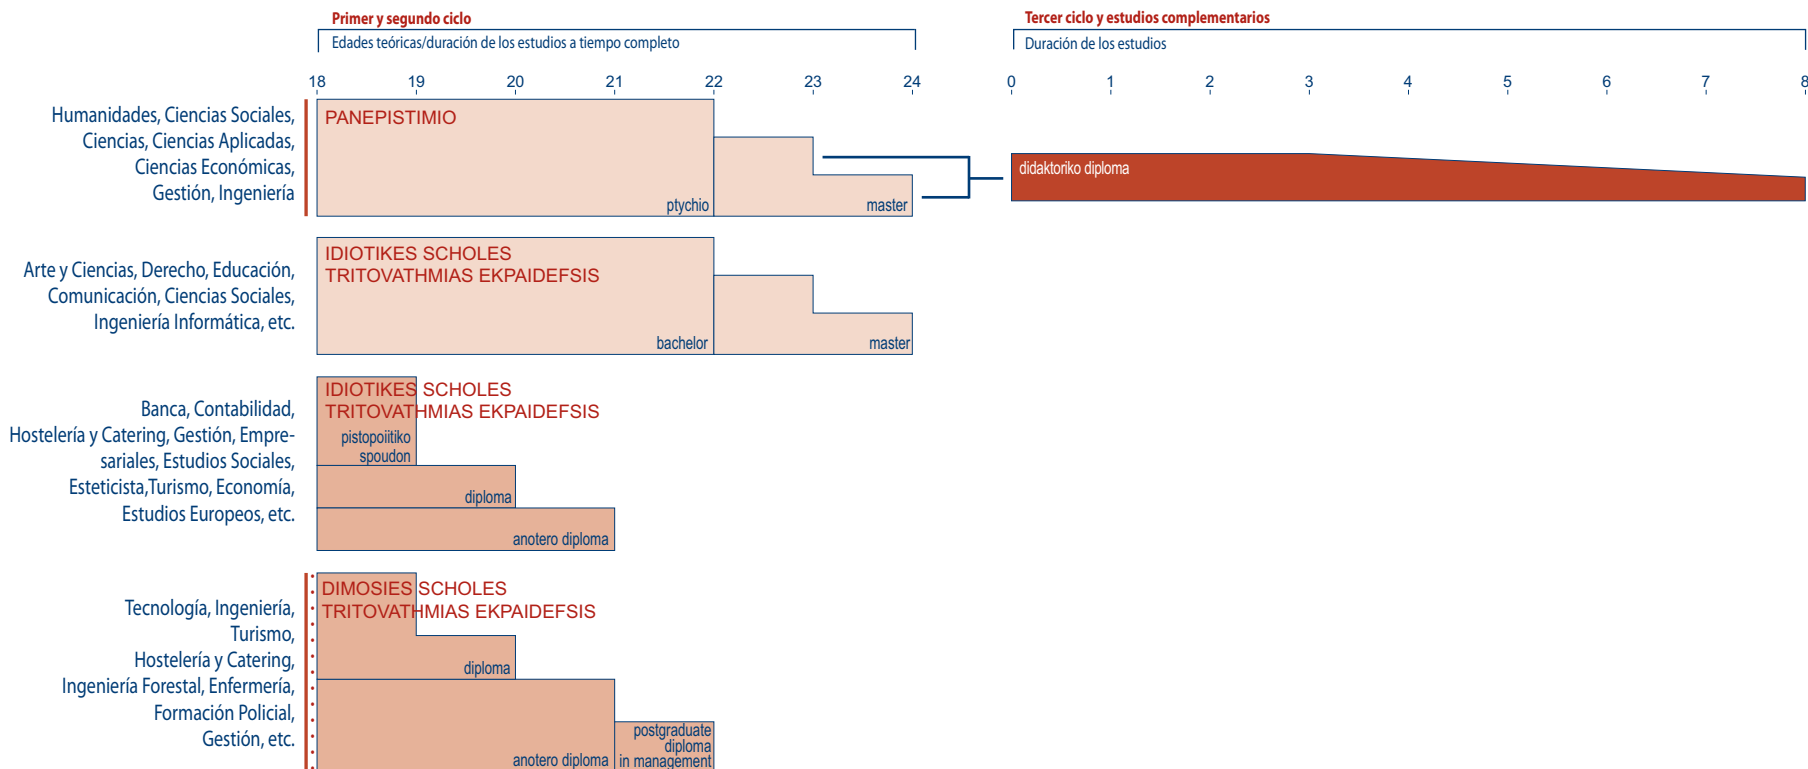 Primer y segundo ciclo
Edades teóricas/duración de los estudios a tiempo completo
18 19 20 21 22 23 24
Tercer ciclo y estudios complementarios
Duración de los estudios
0 1 2 3 4 5 6 7 8
Humanidades, Ciencias Sociales,
Ciencias, Ciencias Aplicadas,
Ciencias Económicas,
Gestión, Ingeniería
PANEPISTIMIO
ptychio
master
didaktoriko diploma
Arte y Ciencias, Derecho, Educación,
Comunicación, Ciencias Sociales,
Ingeniería Informática, etc.
IDIOTIKES SCHOLES
TRITOVATHMIAS EKPAIDEFSIS
bachelor
master
Banca, Contabilidad,
Hostelería y Catering, Gestión, Empre-
sariales, Estudios Sociales,
Esteticista,Turismo, Economía,
Estudios Europeos, etc.
IDIOTIKES SCHOLES
TRITOVATHMIAS EKPAIDEFSIS
pistopoiitiko
spoudon
diploma
anotero diploma
Tecnología, Ingeniería,
Turismo,
Hostelería y Catering,
Ingeniería Forestal, Enfermería,
Formación Policial,
Gestión, etc.
DIMOSIES SCHOLES
TRITOVATHMIAS EKPAIDEFSIS
diploma
anotero diploma
postgraduate
diploma
in management